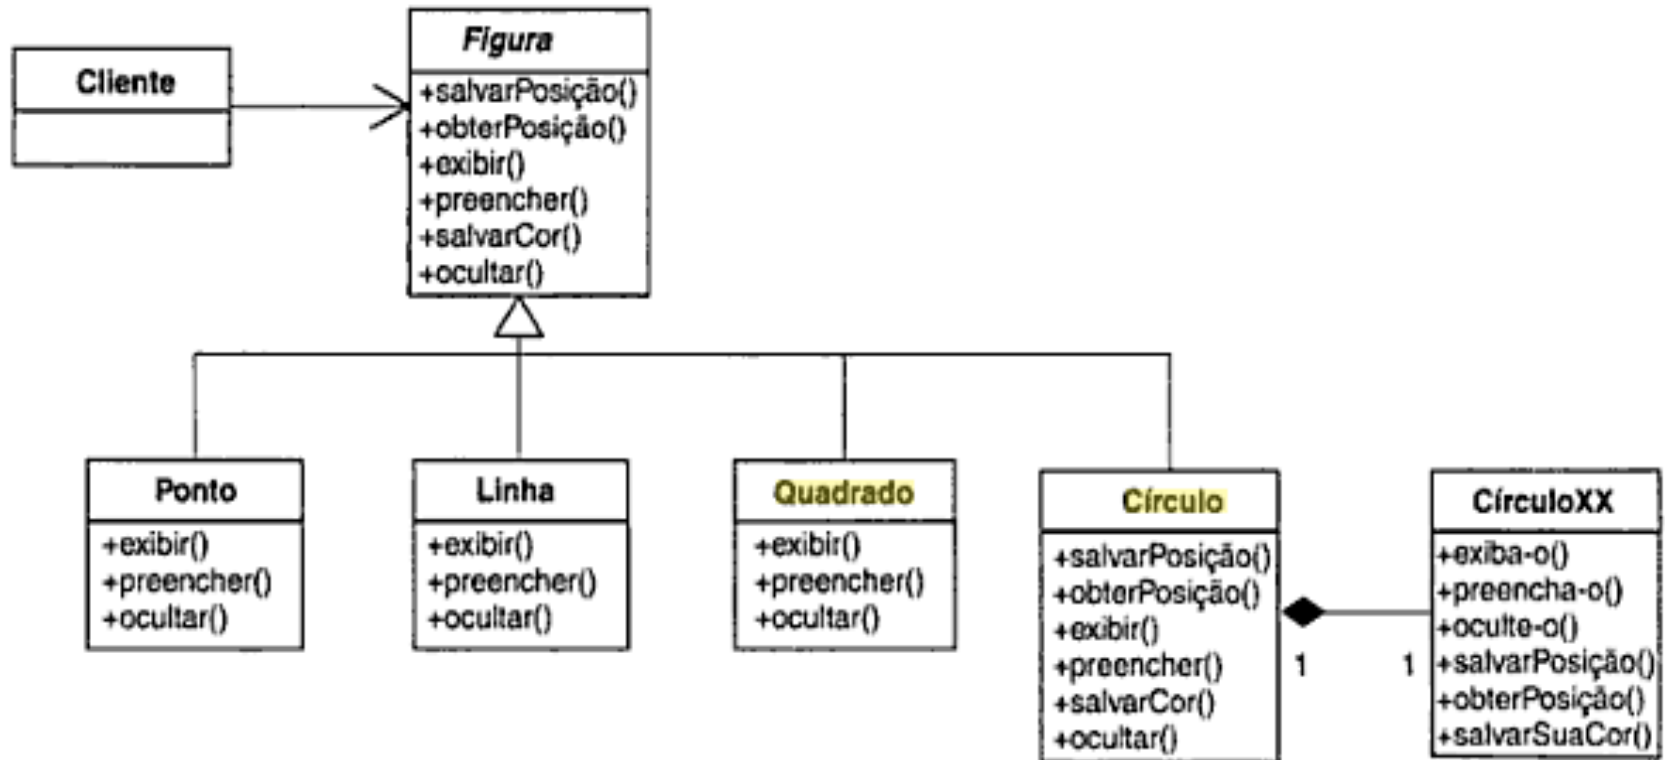 Cliente
Figura
+salvarPosição()
+obterPosição()
+exibir()
+preencher()
+salvarCor()
+ocultar()
Ponto
+exibir()
+preencher()
+ocultar()
Linha
+exibir()
+preencher()
+ocultar()
Quadrado
+exibir()
+preencher()
+ocultar()
Círculo
+salvarPosição()
+obterPosição()
+exibir()
+preencher()
+salvarCor()
+ocultar()
1
1
CírculoXX
+exiba-o()
+preencha-o()
+oculte-o()
+salvarPosição()
+obterPosição()
+salvarSuaCor()